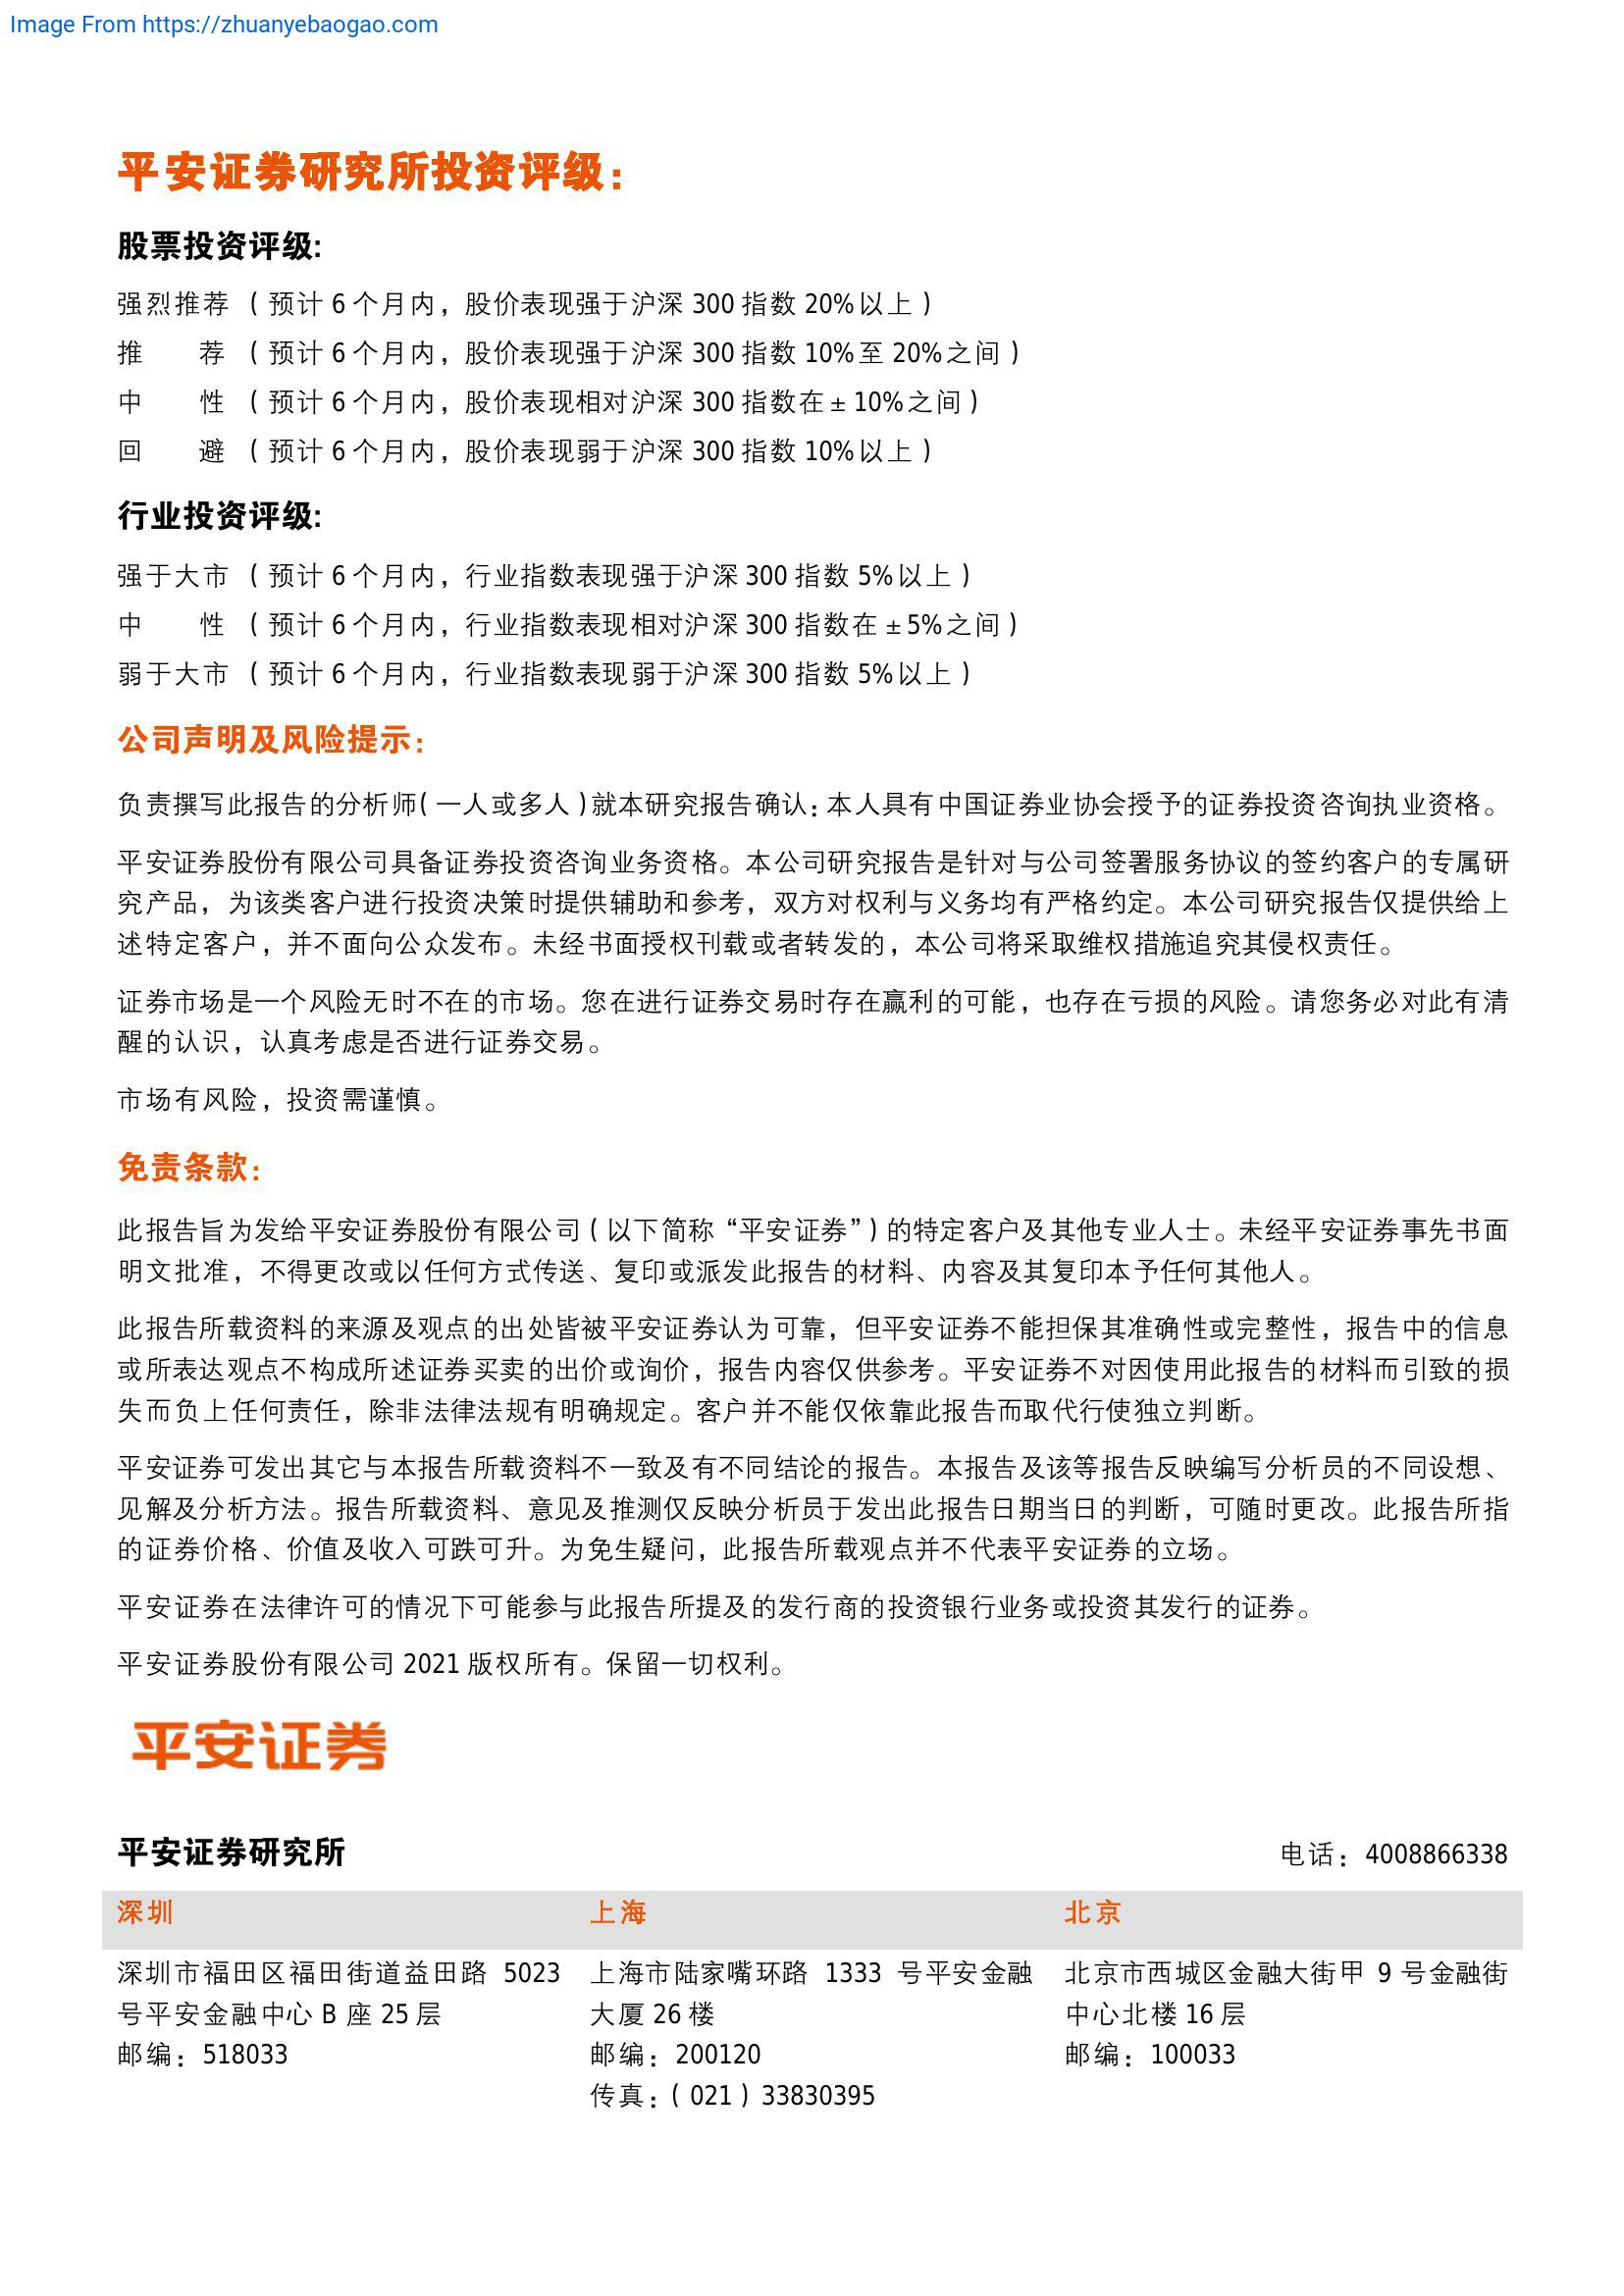 Image From https://zhuanyebaogao.com
平安证券研究所投资评级：
股票投资评级:
强烈推荐 （预计 6 个月内，股价表现强于沪深 300 指数 20%以上）
推　　荐 （预计 6 个月内，股价表现强于沪深 300 指数 10%至 20%之间）
中　　性 （预计 6 个月内，股价表现相对沪深 300 指数在±10%之间）
回　　避 （预计 6 个月内，股价表现弱于沪深 300 指数 10%以上）
行业投资评级:
强于大市 （预计 6 个月内，行业指数表现强于沪深 300 指数 5%以上）
中　　性 （预计 6 个月内，行业指数表现相对沪深 300 指数在±5%之间）
弱于大市 （预计 6 个月内，行业指数表现弱于沪深 300 指数 5%以上）
公司声明及风险提示：
负责撰写此报告的分析师(一人或多人)就本研究报告确认：本人具有中国证券业协会授予的证券投资咨询执业资格。
平安证券股份有限公司具备证券投资咨询业务资格。本公司研究报告是针对与公司签署服务协议的签约客户的专属研
究产品，为该类客户进行投资决策时提供辅助和参考，双方对权利与义务均有严格约定。本公司研究报告仅提供给上
述特定客户，并不面向公众发布。未经书面授权刊载或者转发的，本公司将采取维权措施追究其侵权责任。
证券市场是一个风险无时不在的市场。您在进行证券交易时存在赢利的可能，也存在亏损的风险。请您务必对此有清
醒的认识，认真考虑是否进行证券交易。
市场有风险，投资需谨慎。
免责条款：
此报告旨为发给平安证券股份有限公司（以下简称“平安证券”）的特定客户及其他专业人士。未经平安证券事先书面
明文批准，不得更改或以任何方式传送、复印或派发此报告的材料、内容及其复印本予任何其他人。
此报告所载资料的来源及观点的出处皆被平安证券认为可靠，但平安证券不能担保其准确性或完整性，报告中的信息
或所表达观点不构成所述证券买卖的出价或询价，报告内容仅供参考。平安证券不对因使用此报告的材料而引致的损
失而负上任何责任，除非法律法规有明确规定。客户并不能仅依靠此报告而取代行使独立判断。
平安证券可发出其它与本报告所载资料不一致及有不同结论的报告。本报告及该等报告反映编写分析员的不同设想、
见解及分析方法。报告所载资料、意见及推测仅反映分析员于发出此报告日期当日的判断，可随时更改。此报告所指
的证券价格、价值及收入可跌可升。为免生疑问，此报告所载观点并不代表平安证券的立场。
平安证券在法律许可的情况下可能参与此报告所提及的发行商的投资银行业务或投资其发行的证券。
平安证券股份有限公司 2021 版权所有。保留一切权利。
平安证券
平安证券研究所 电话：4008866338
深圳 上海 北京
深圳市福田区福田街道益田路 5023 上海市陆家嘴环路 1333 号平安金融 北京市西城区金融大街甲 9 号金融街
号平安金融中心 B 座 25 层 大厦 26 楼 中心北楼 16 层
邮编：518033 邮编：200120 邮编：100033
传真：（021）33830395